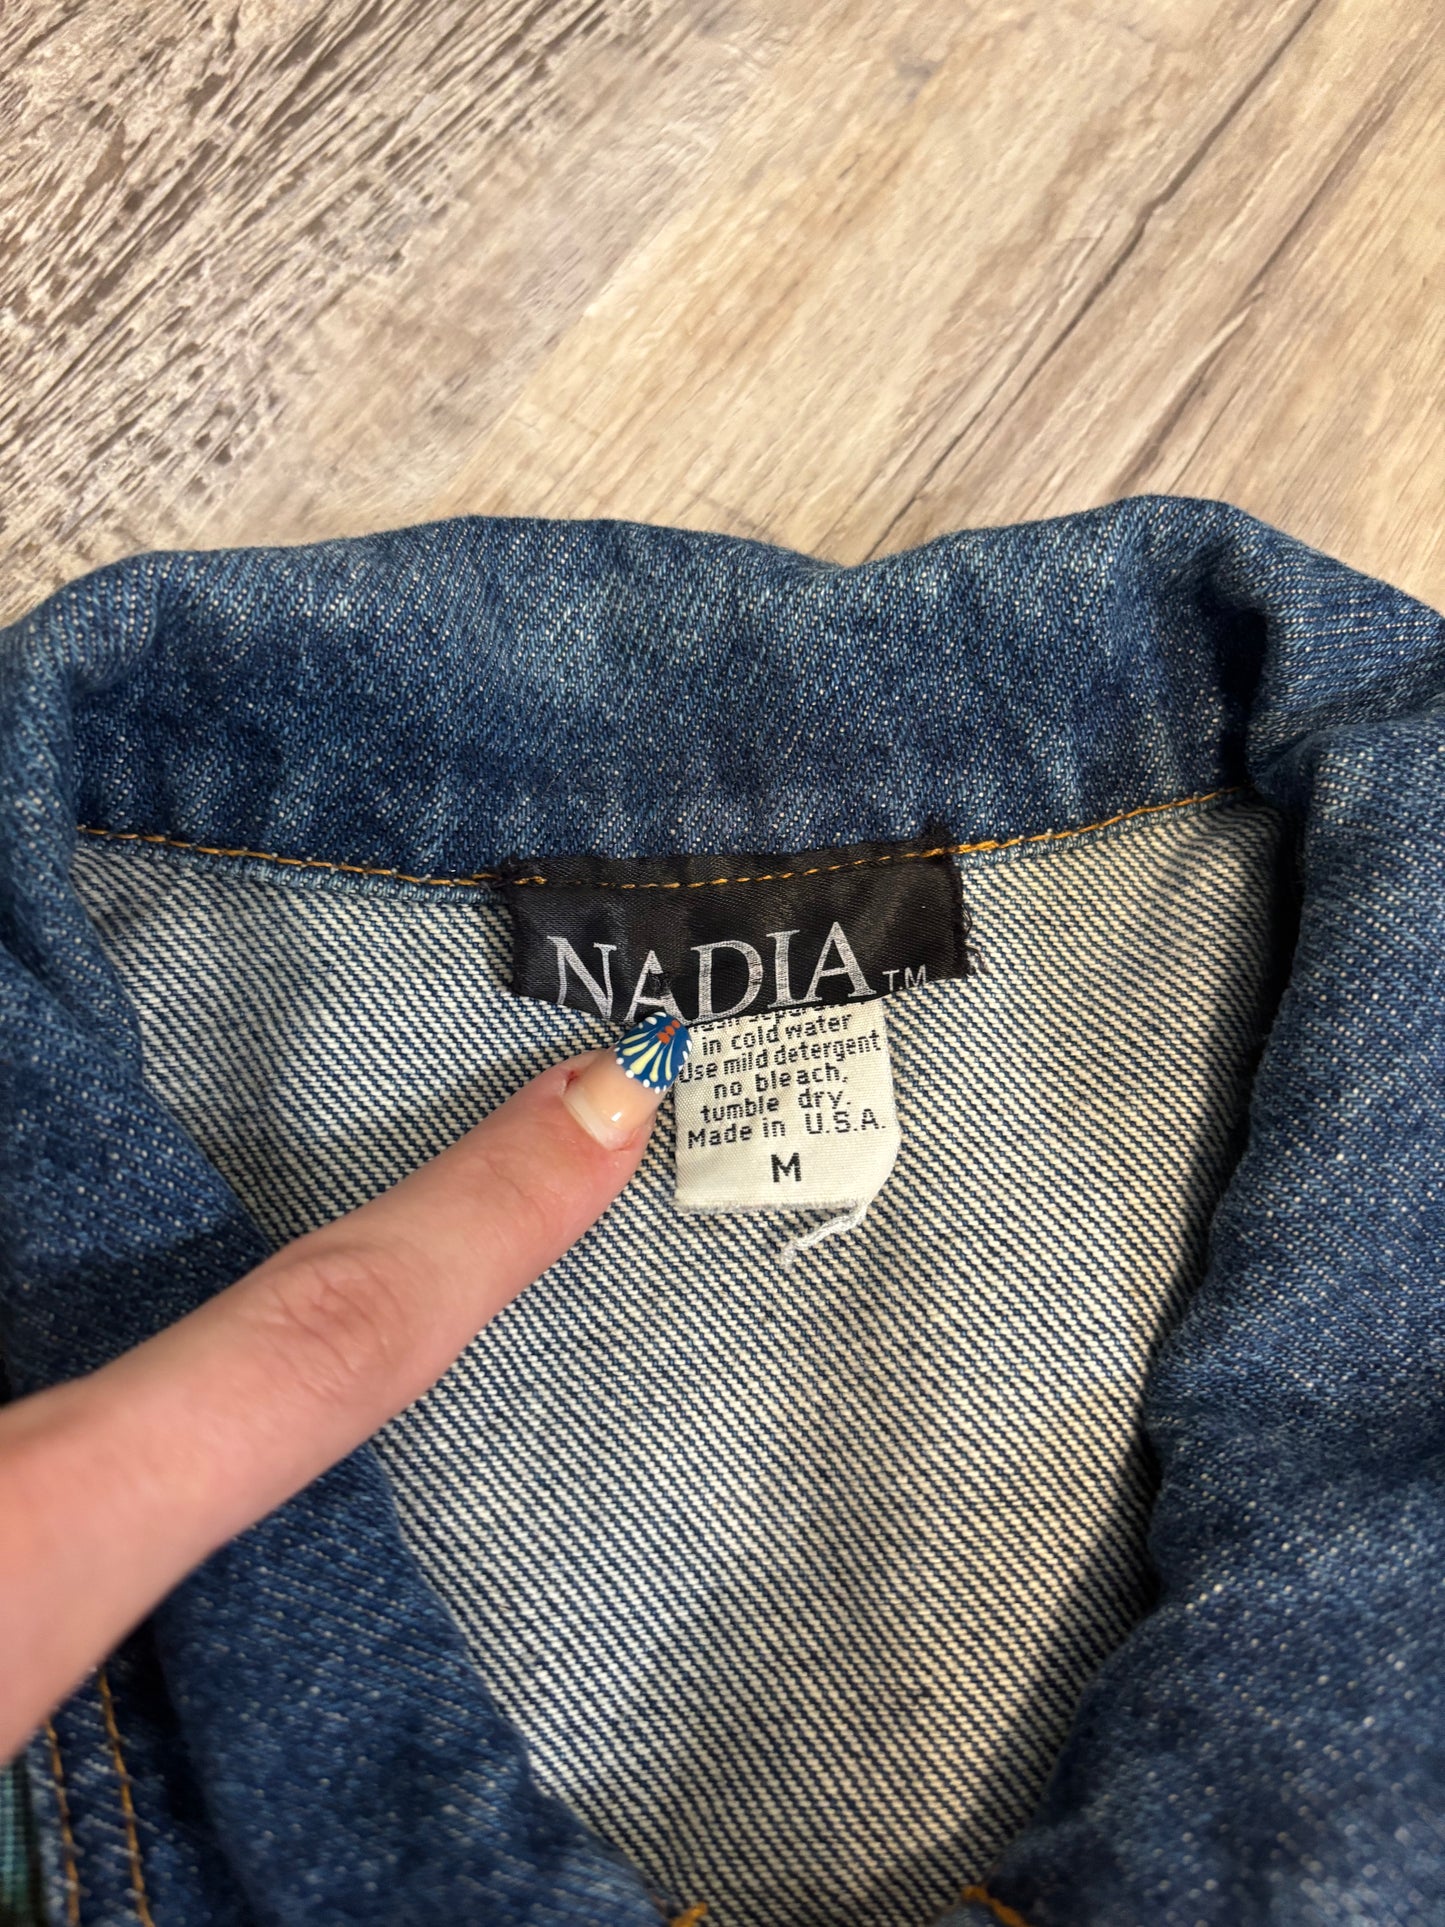 NADIA TM
in cold water
Use mild detergent
no bleach,
tumble dry.
Made in U.S.A.
M